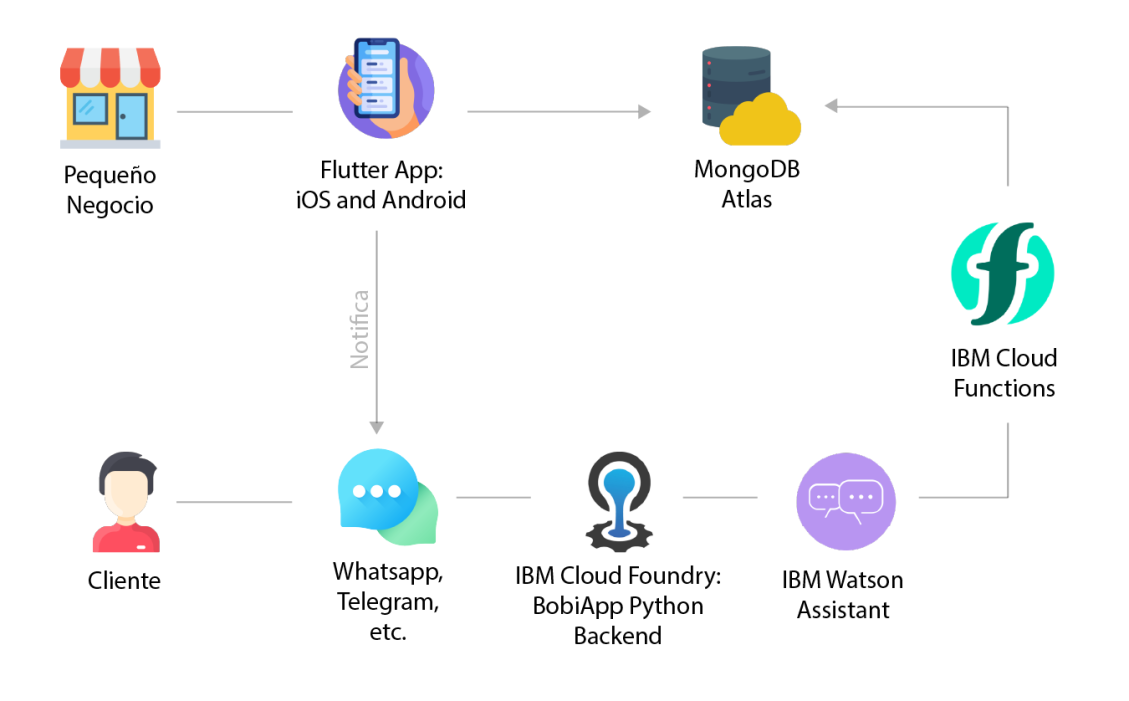 Pequeño
Negocio
Flutter App:
iOS and Android
MongoDB
Atlas
Notifica
IBM Cloud
Functions
Cliente
Whatsapp,
Telegram,
etc.
IBM Cloud Foundry:
BobiApp Python
Backend
IBM Watson
Assistant